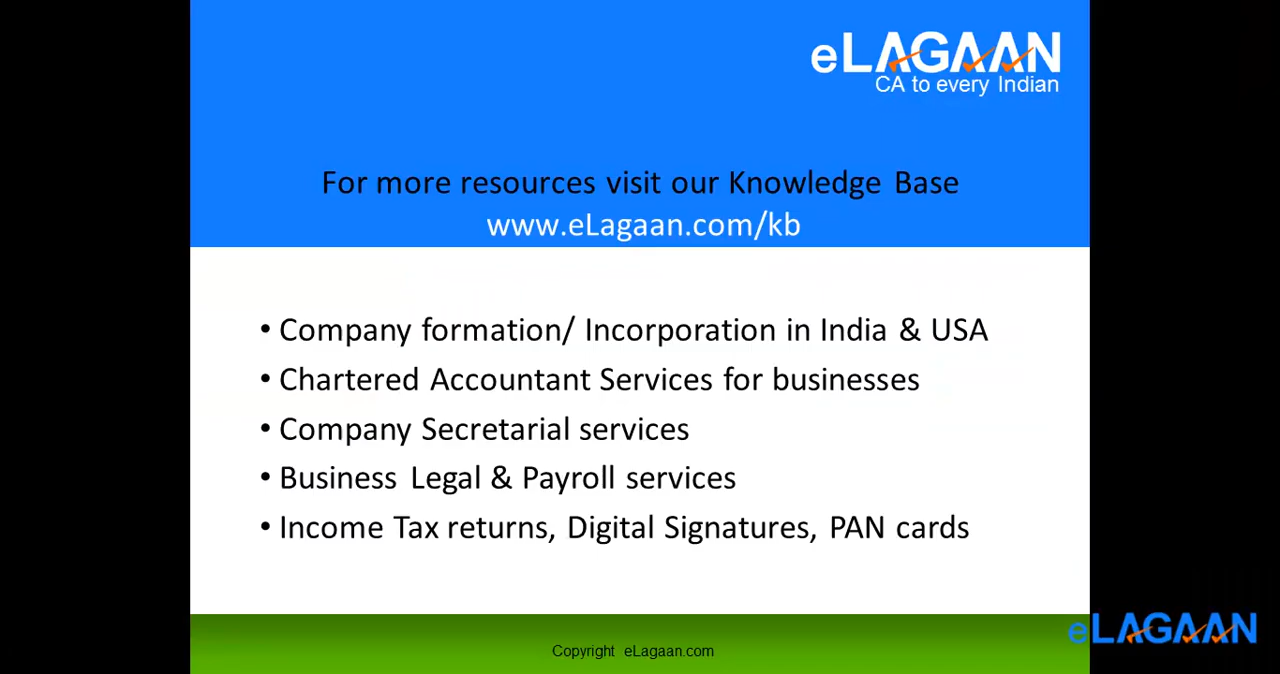 eLAGAAN
CA to every Indian
For more resources visit our Knowledge Base
www.eLagaan.com/kb
• Company formation/ Incorporation in India & USA
• Chartered Accountant Services for businesses
• Company Secretarial services
• Business Legal & Payroll services
• Income Tax returns, Digital Signatures, PAN cards
Copyright eLagaan.com
eLAGAAN